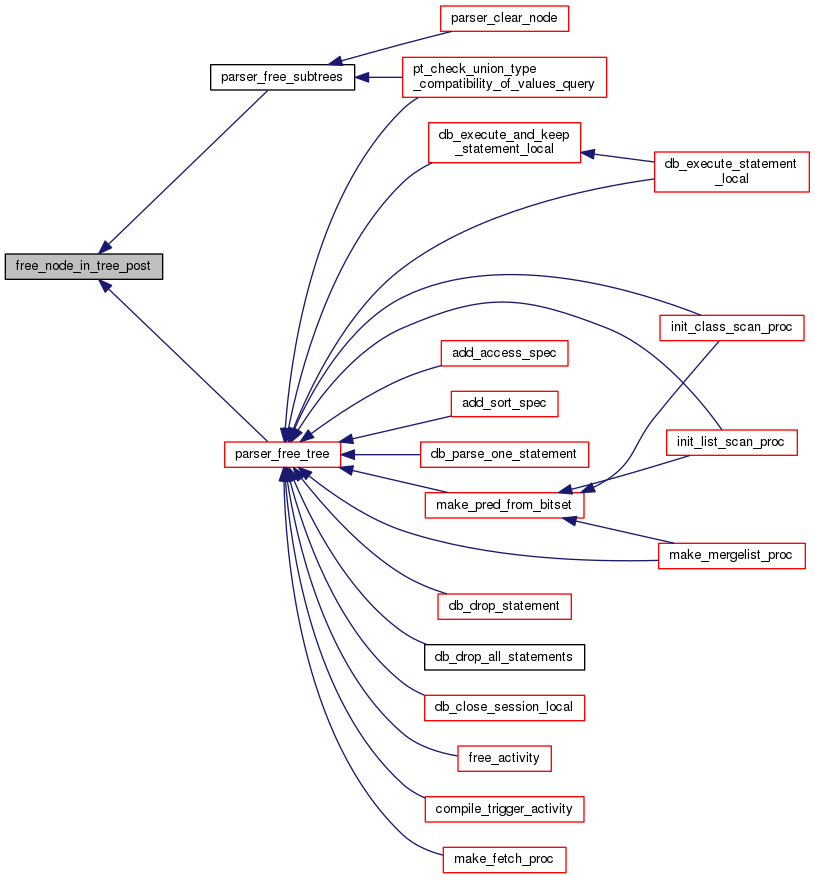 parser_clear_node
parser_free_subtrees
pt_check_union_type
_compatibility_of_values_query
db_execute_and_keep
_statement_local
db_execute_statement
_local
free_node_in_tree_post
init_class_scan_proc
add_access_spec
add_sort_spec
init_list_scan_proc
parser_free_tree
db_parse_one_statement
make_pred_from_bitset
make_mergelist_proc
db_drop_statement
db_drop_all_statements
db_close_session_local
free_activity
compile_trigger_activity
make_fetch_proc